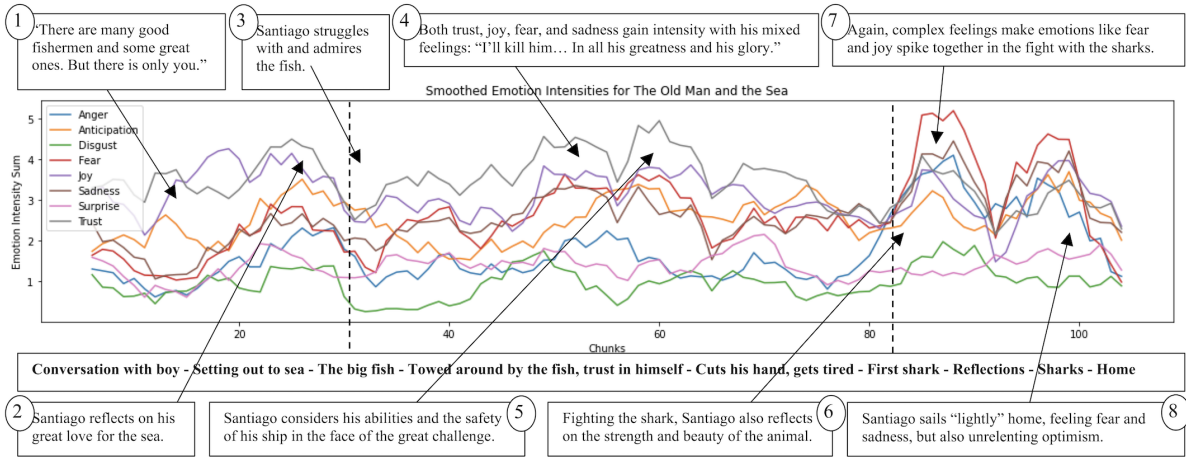 1
“There are many good
fishermen and some great
ones. But there is only you.”
3
Santiago struggles
with and admires
the fish.
4
Both trust, joy, fear, and sadness gain intensity with his mixed
feelings: “I’ll kill him… In all his greatness and his glory.”
7
Again, complex feelings make emotions like fear
and joy spike together in the fight with the sharks.
Smoothed Emotion Intensities for The Old Man and the Sea
Anger
Anticipation
Disgust
Fear
Joy
Sadness
Surprise
Trust
Emotion Intensity Sum
5
4
3
2
1
20
40
60
80
100
Chunks
Conversation with boy - Setting out to sea - The big fish - Towed around by the fish, trust in himself - Cuts his hand, gets tired - First shark - Reflections - Sharks - Home
2
Santiago reflects on his
great love for the sea.
Santiago considers his abilities and the safety
of his ship in the face of the great challenge.
5
Fighting the shark, Santiago also reflects
on the strength and beauty of the animal.
6
Santiago sails “lightly” home, feeling fear and
sadness, but also unrelenting optimism.
8